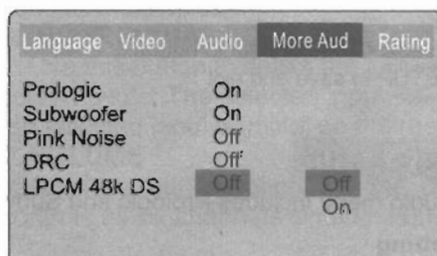 Language Video Audio More Aud Rating
Prologic On
Subwoofer On
Pink Noise Off
DRC Off
LPCM 48k DS Off Off
On